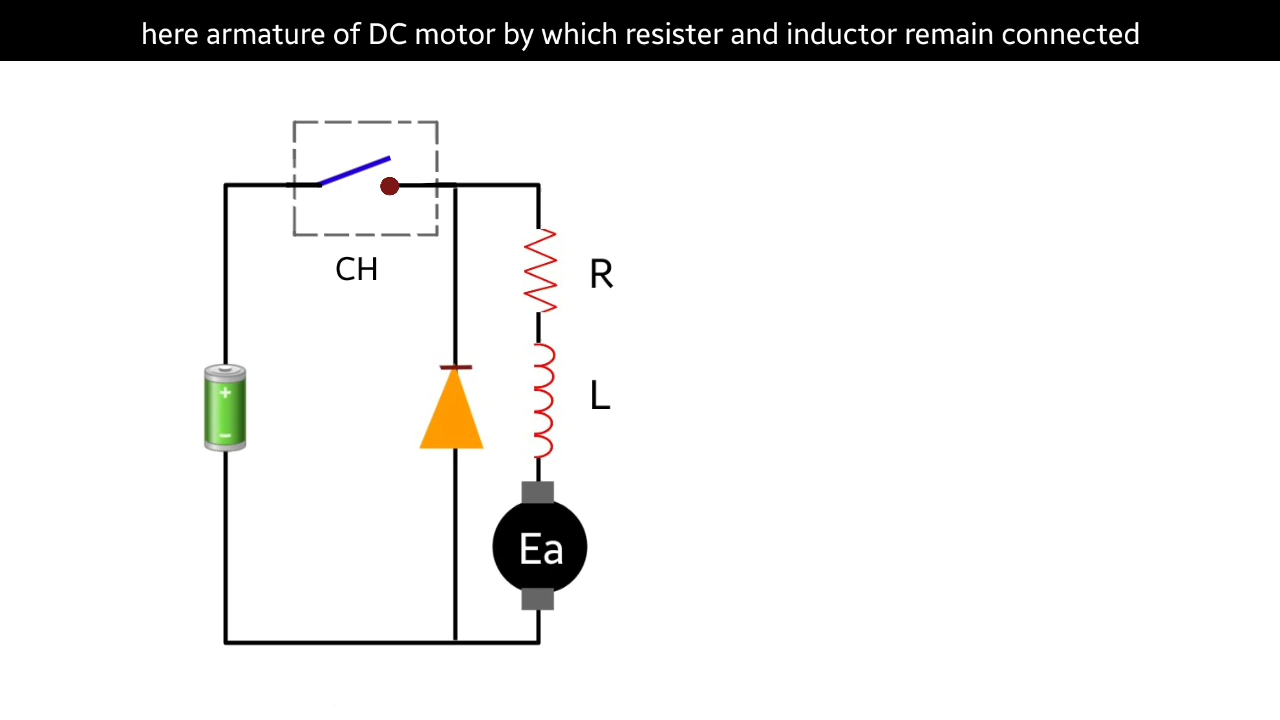 here armature of DC motor by which resister and inductor remain connected
CH
R
L
Ea